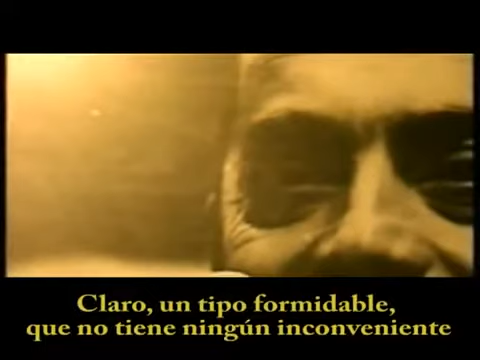 Claro, un tipo formidable,
que no tiene ningún inconveniente